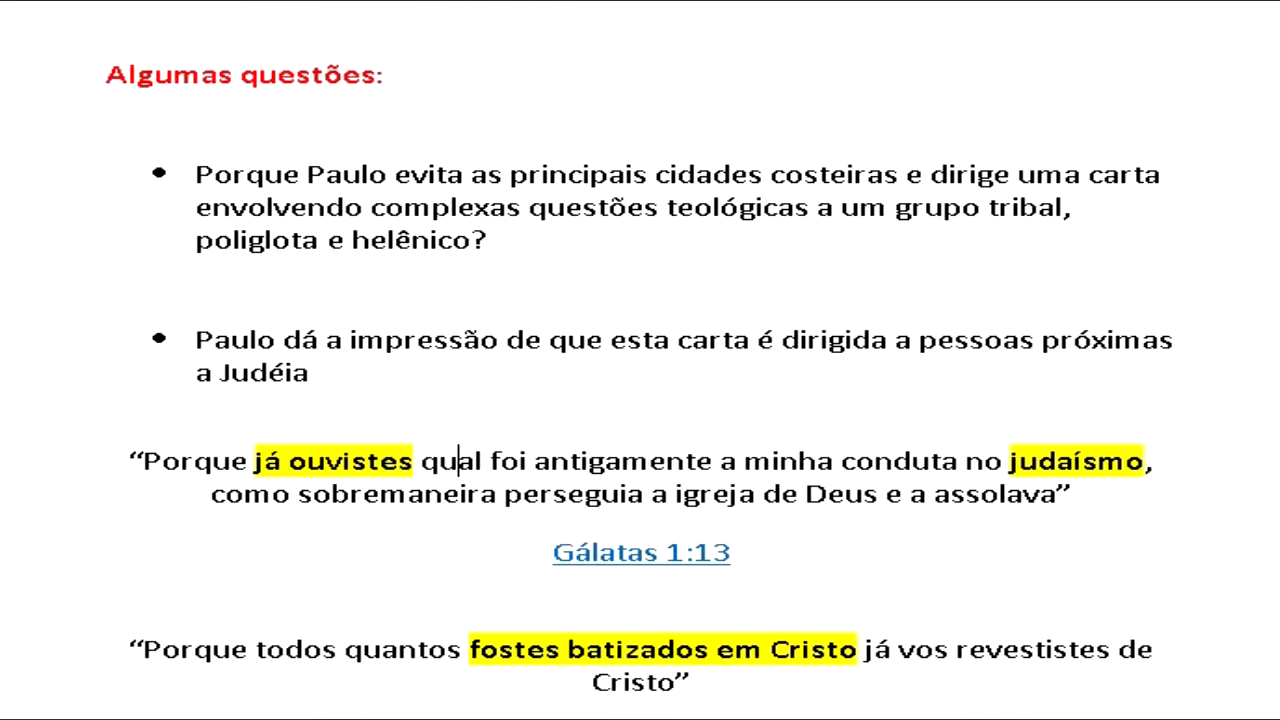 Algumas questões:
Porque Paulo evita as principais cidades costeiras e dirige uma carta
envolvendo complexas questões teológicas a um grupo tribal,
poliglota e helênico?
Paulo dá a impressão de que esta carta é dirigida a pessoas próximas
a Judéia
“Porque já ouvistes qual foi antigamente a minha conduta no judaísmo,
como sobremaneira perseguia a igreja de Deus e a assolava”
Gálatas 1:13
“Porque todos quantos fostes batizados em Cristo já vos revestistes de
Cristo”